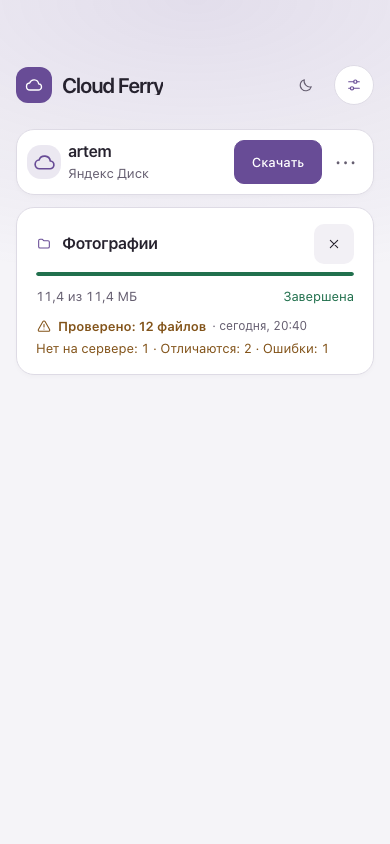 Cloud Ferry
artem
Яндекс Диск
Скачать
Фотографии
11,4 из 11,4 МБ
Завершена
Проверено: 12 файлов · сегодня, 20:40
Нет на сервере: 1 · Отличаются: 2 · Ошибки: 1